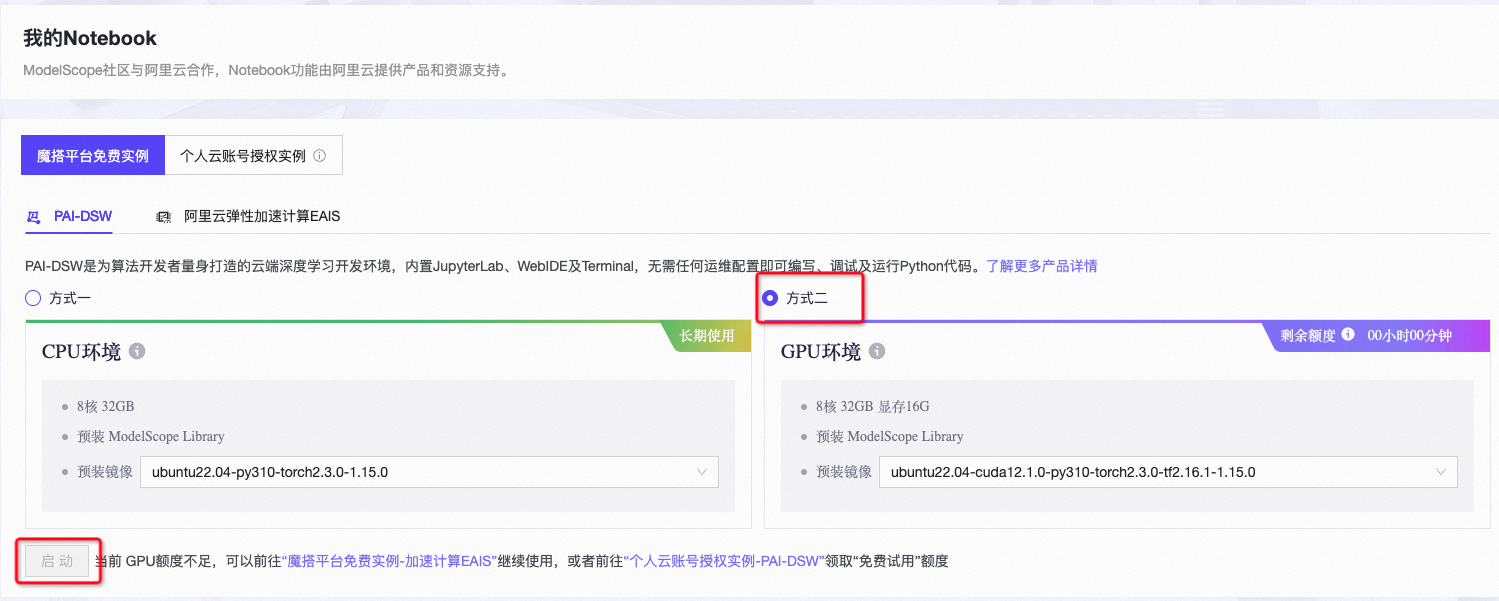 我的Notebook
ModelScope社区与阿里云合作，Notebook功能由阿里云提供产品和资源支持。
魔搭平台免费实例
个人云账号授权实例
PAI-DSW
阿里云弹性加速计算EAIS
PAI-DSW是为算法开发者量身打造的云端深度学习开发环境，内置JupyterLab、WebIDE及Terminal，无需任何运维配置即可编写、调试及运行Python代码。了解更多产品详情
方式一
长期使用
CPU环境
8核 32GB
预装 ModelScope Library
预装镜像 ubuntu22.04-py310-torch2.3.0-1.15.0
方式二
剩余额度 00小时00分钟
GPU环境
8核 32GB 显存16G
预装 ModelScope Library
预装镜像 ubuntu22.04-cuda12.1.0-py310-torch2.3.0-tf2.16.1-1.15.0
启 动 当前 GPU额度不足，可以前往“魔搭平台免费实例-加速计算EAIS”继续使用，或者前往“个人云账号授权实例-PAI-DSW”领取“免费试用”额度